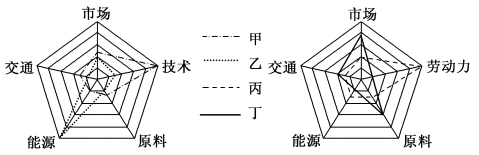 市场
技术
原料
能源
交通
甲
乙
丙
丁
市场
劳动力
原料
能源
交通